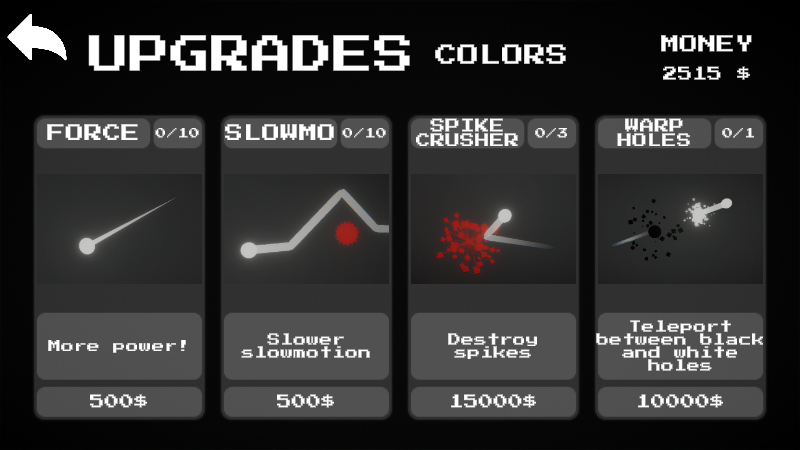 UPGRADES
COLORS
MONEY
2515 $
FORCE
0/10
SLOWMO
0/10
SPIKE
CRUSHER
0/3
WARP
HOLES
0/1
More power!
Slower
slowmotion
Destroy
spikes
Teleport
between black
and white
holes
500$
500$
15000$
10000$